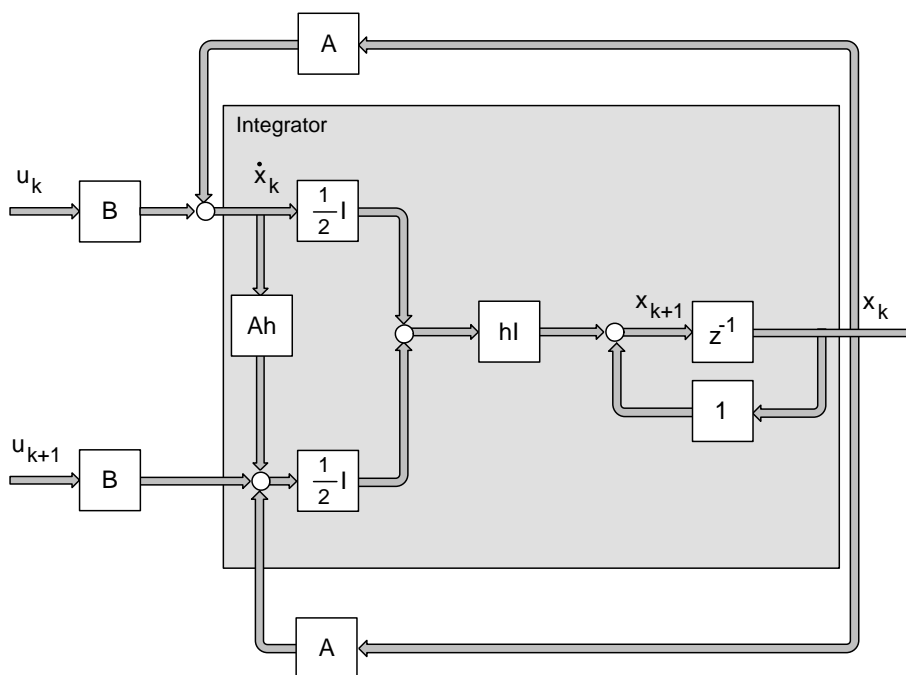 A
Integrator
u_k
ẋ_k
B
1/2 I
Ah
hI
x_{k+1}
z^{-1}
x_k
1
u_{k+1}
B
1/2 I
A